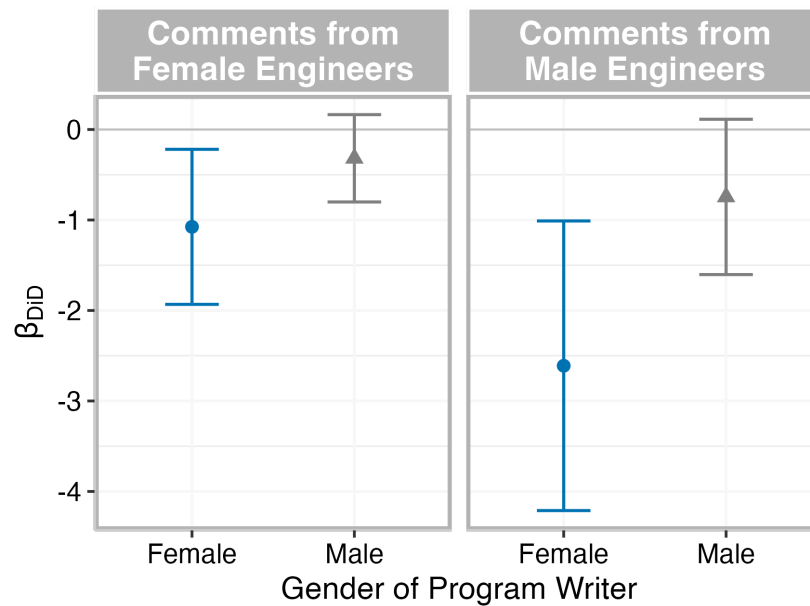 Comments from
Female Engineers
Comments from
Male Engineers
0
-1
-2
-3
-4
βDiD
Female
Male
Female
Male
Gender of Program Writer